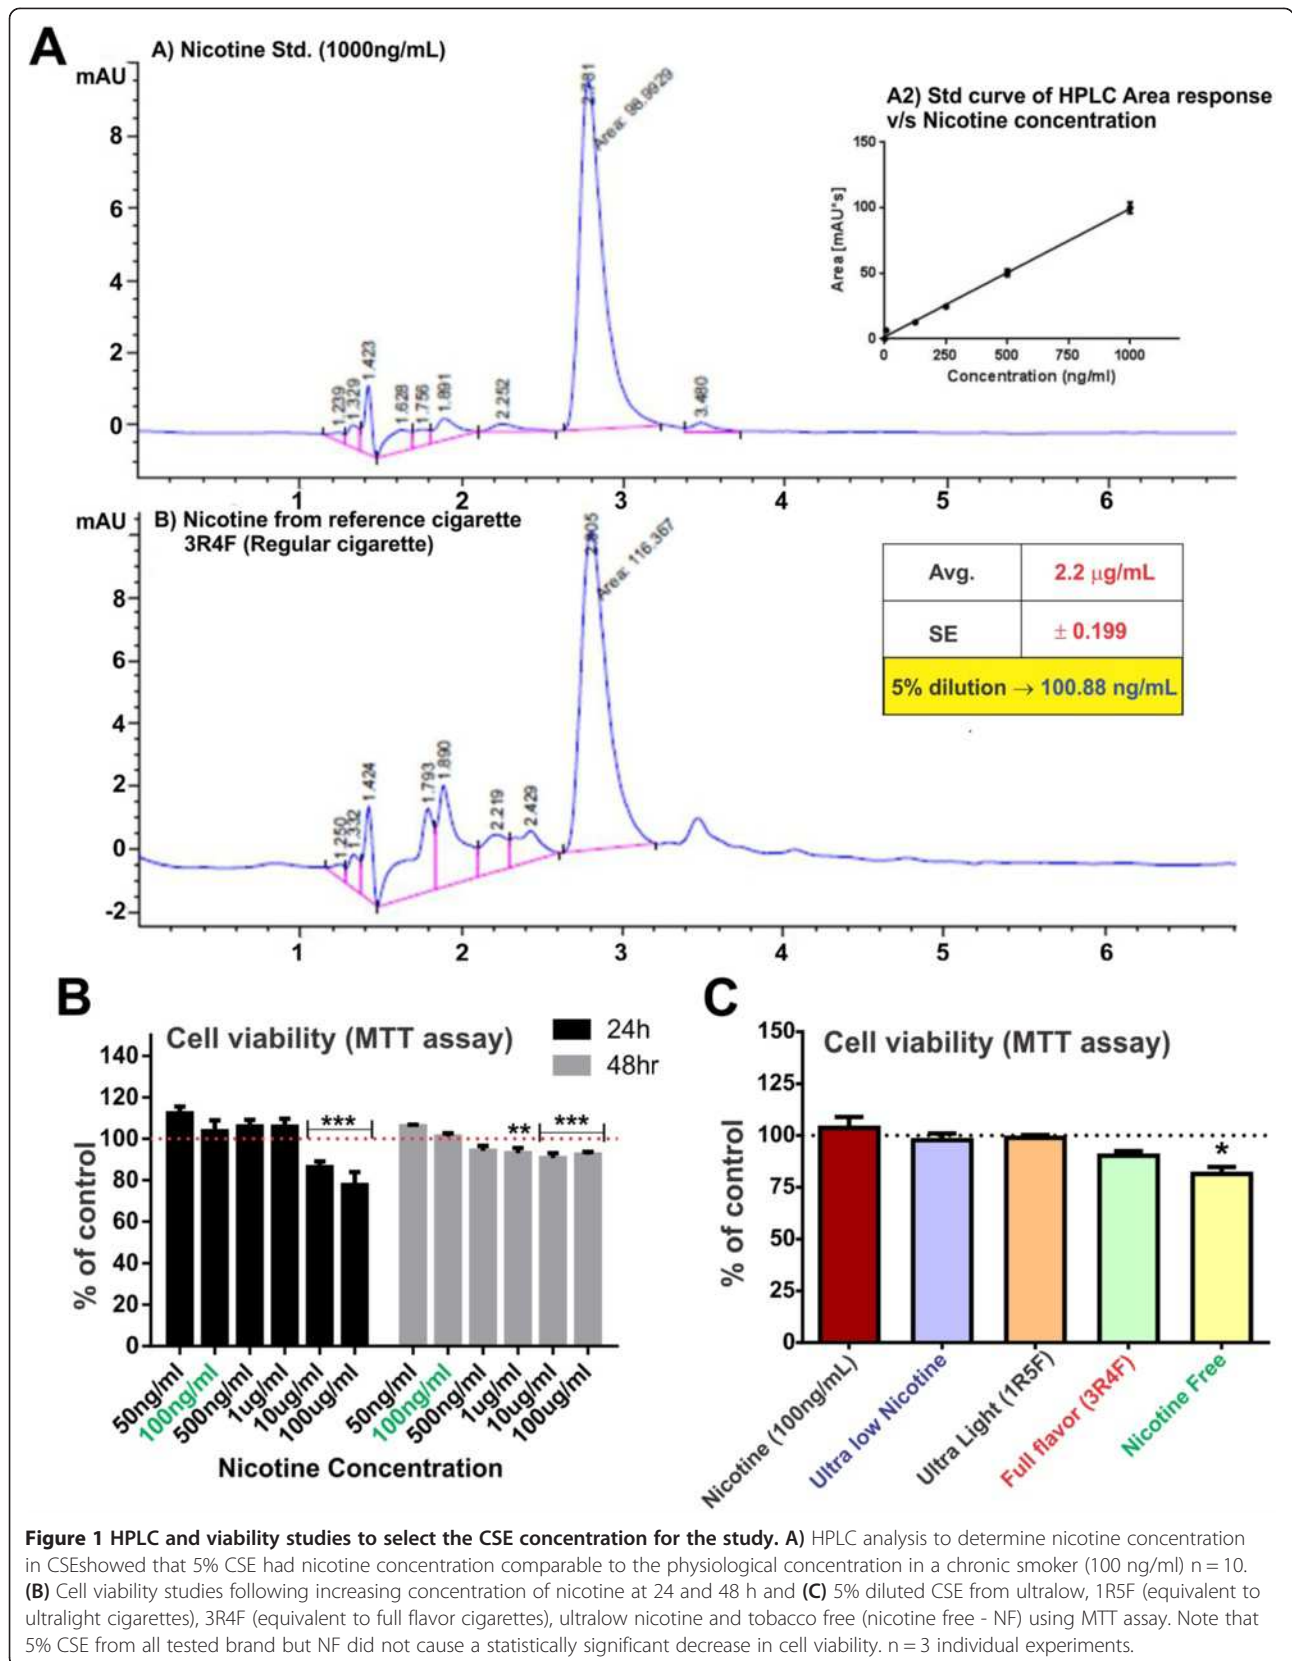 A
A) Nicotine Std. (1000ng/mL)
mAU
8
6
4
2
0
1.239
1.329
1.423
1.628
1.756
1.891
2.252
2.781
Area: 98.9929
3.480
1 2 3 4 5 6
A2) Std curve of HPLC Area response
v/s Nicotine concentration
Area [mAU*s]
150
100
50
0
0 250 500 750 1000
Concentration (ng/ml)
B) Nicotine from reference cigarette
3R4F (Regular cigarette)
mAU
8
6
4
2
0
-2
1.250
1.332
1.424
1.793
1.890
2.219
2.429
2.805
Area: 116.367
1 2 3 4 5 6
Avg. 2.2 μg/mL
SE ± 0.199
5% dilution → 100.88 ng/mL
B
Cell viability (MTT assay)
24h
48hr
% of control
140
120
100
80
60
40
20
0
*** ** ***
50ng/ml 100ng/ml 500ng/ml 1ug/ml 10ug/ml 100ug/ml 50ng/ml 100ng/ml 500ng/ml 1ug/ml 10ug/ml 100ug/ml
Nicotine Concentration
C
Cell viability (MTT assay)
% of control
150
125
100
75
50
25
0
*
Nicotine (100ng/mL)
Ultra low Nicotine
Ultra Light (1R5F)
Full flavor (3R4F)
Nicotine Free
Figure 1 HPLC and viability studies to select the CSE concentration for the study. A) HPLC analysis to determine nicotine concentration
in CSEshowed that 5% CSE had nicotine concentration comparable to the physiological concentration in a chronic smoker (100 ng/ml) n = 10.
(B) Cell viability studies following increasing concentration of nicotine at 24 and 48 h and (C) 5% diluted CSE from ultralow, 1R5F (equivalent to
ultralight cigarettes), 3R4F (equivalent to full flavor cigarettes), ultralow nicotine and tobacco free (nicotine free - NF) using MTT assay. Note that
5% CSE from all tested brand but NF did not cause a statistically significant decrease in cell viability. n = 3 individual experiments.